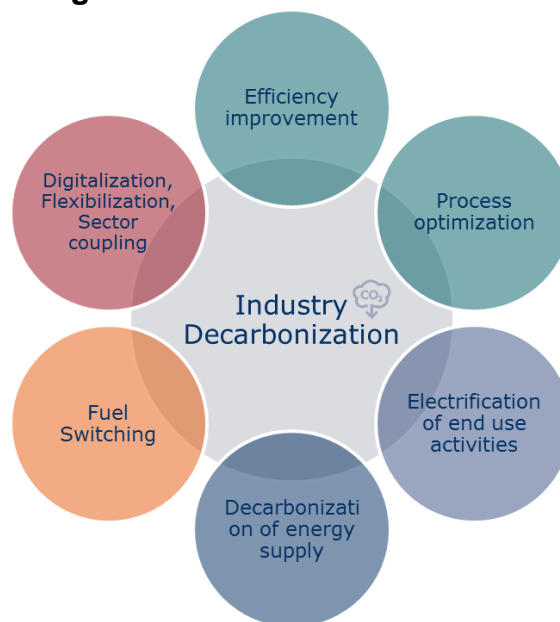 Efficiency
improvement
Process
optimization
Electrification
of end use
activities
Decarbonizati
on of energy
supply
Fuel
Switching
Digitalization,
Flexibilization,
Sector
coupling
Industry
Decarbonization
CO₂